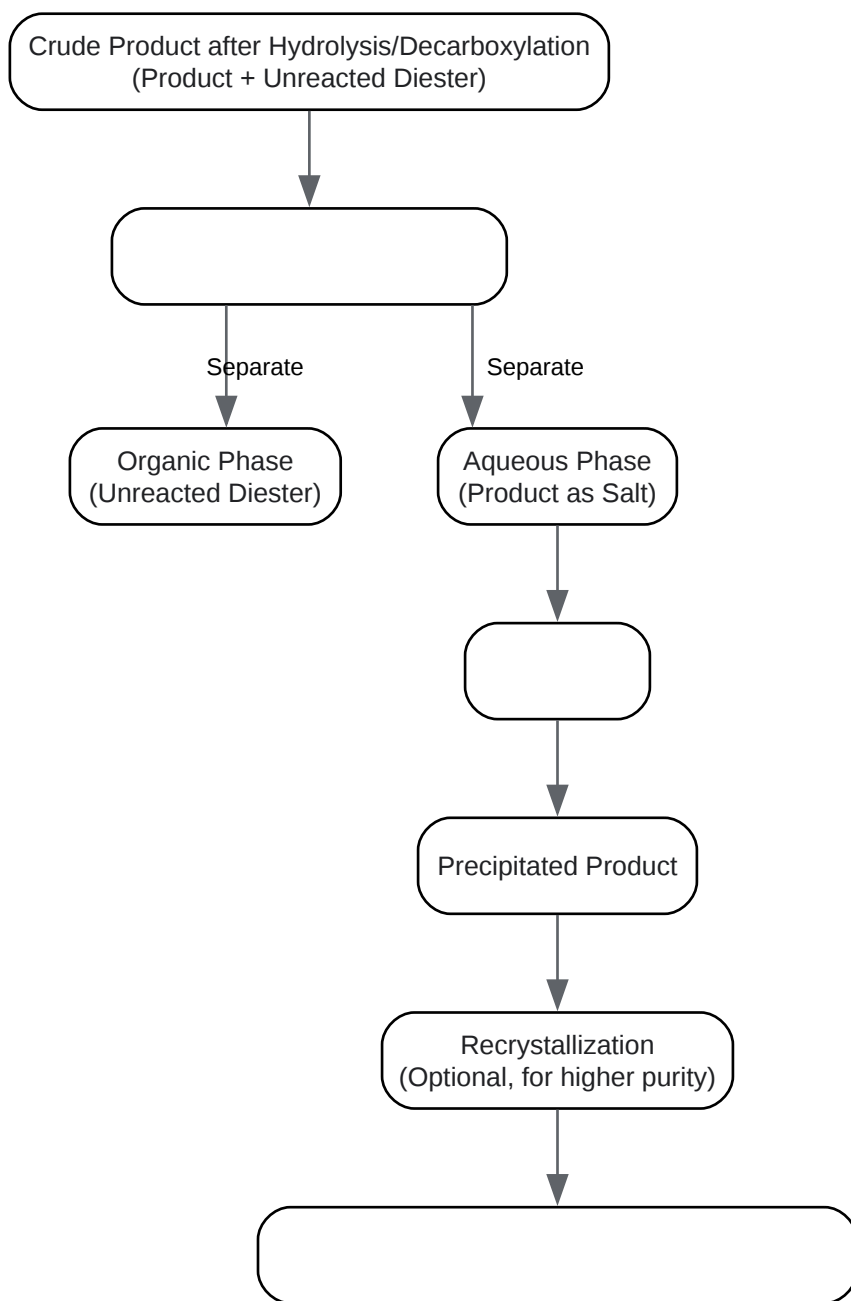 Crude Product after Hydrolysis/Decarboxylation
(Product + Unreacted Diester)
Separate
Separate
Organic Phase
(Unreacted Diester)
Aqueous Phase
(Product as Salt)
Precipitated Product
Recrystallization
(Optional, for higher purity)